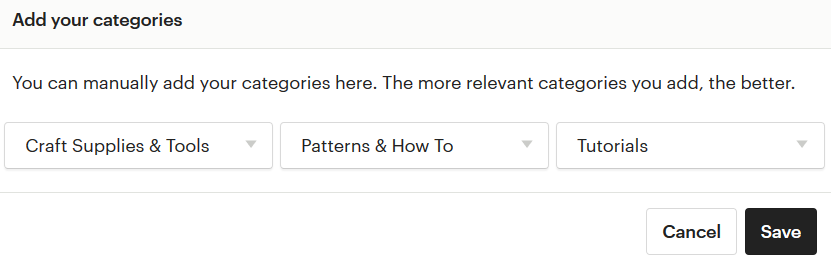 Add your categories
You can manually add your categories here. The more relevant categories you add, the better.
Craft Supplies & Tools
Patterns & How To
Tutorials
Cancel
Save